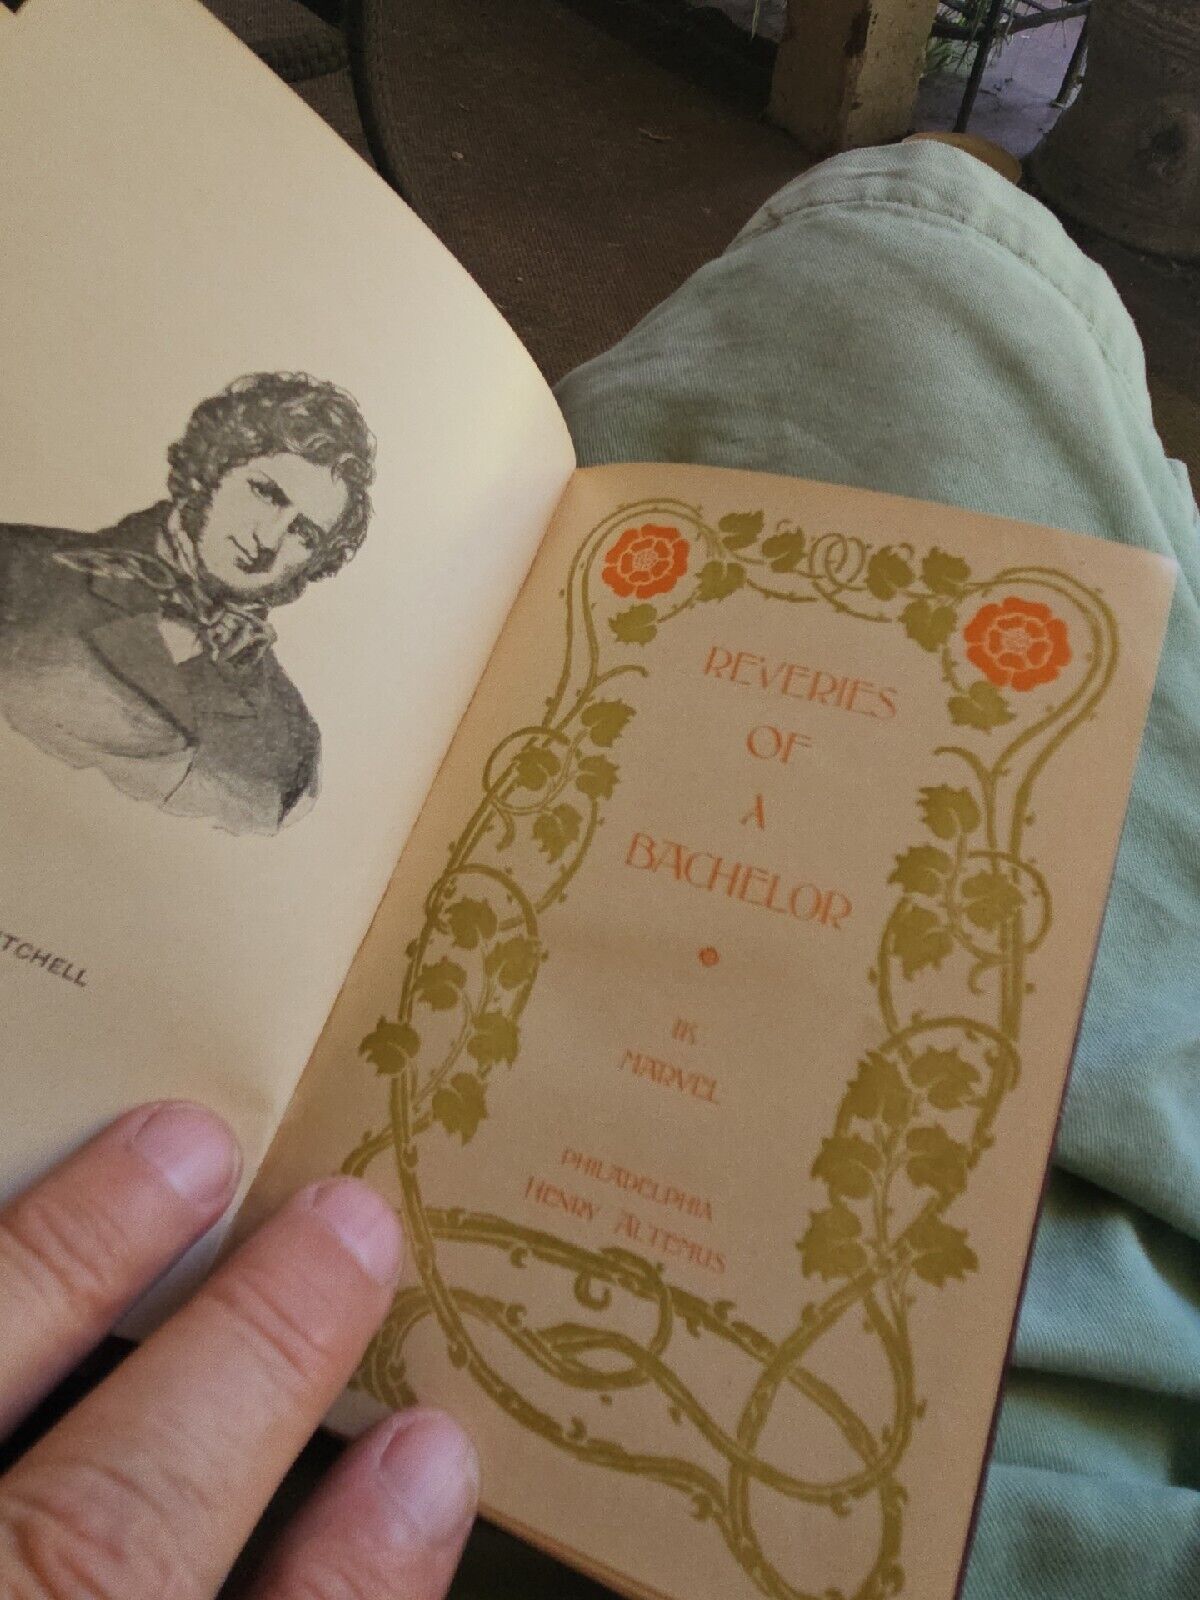 TCHELL
REVERIES
OF
A
BACHELOR
IK
MARVEL
PHILADELPHIA
HENRY ALTEMUS